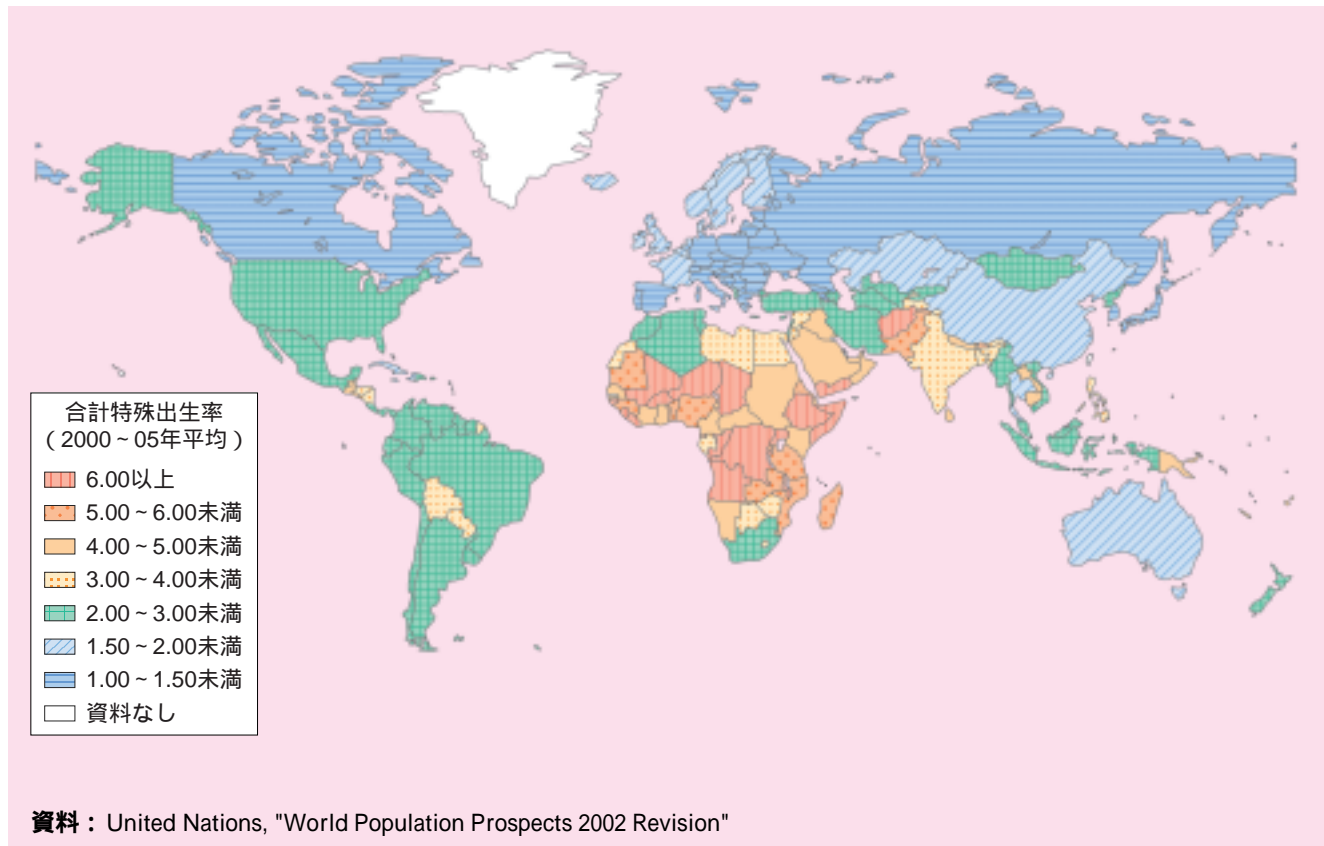 合計特殊出生率
（2000～05年平均）
6.00以上
5.00～6.00未満
4.00～5.00未満
3.00～4.00未満
2.00～3.00未満
1.50～2.00未満
1.00～1.50未満
資料なし
資料：United Nations, "World Population Prospects 2002 Revision"